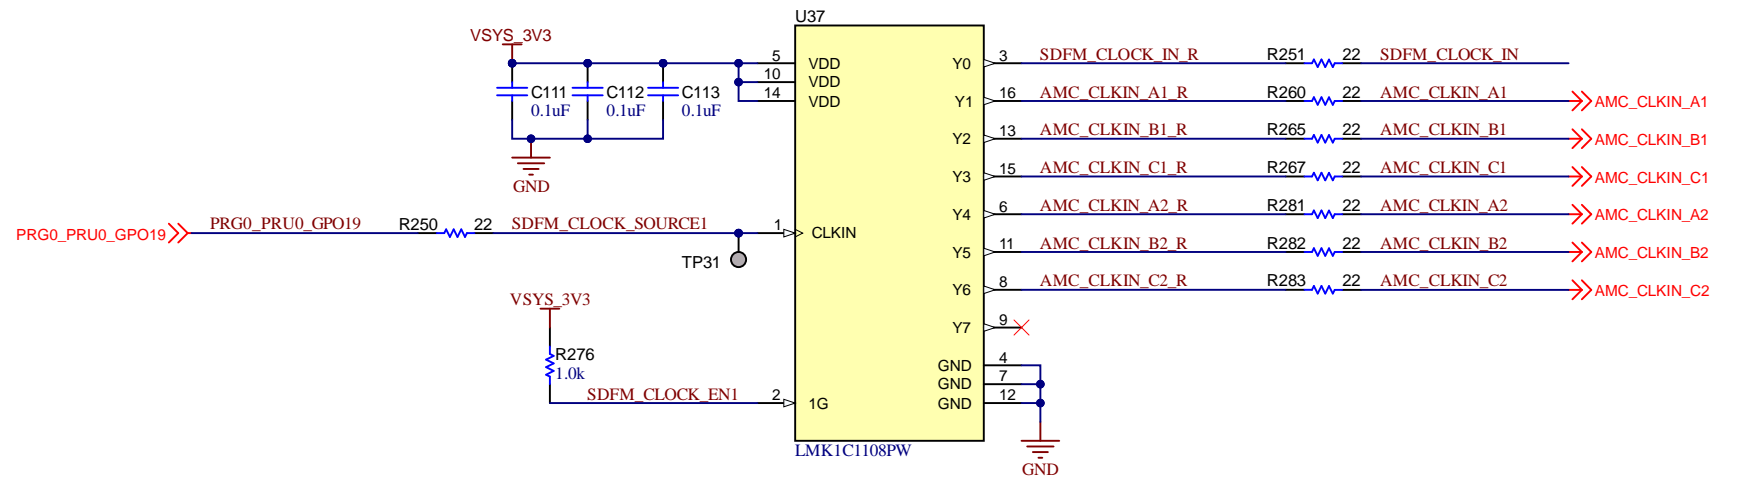 U37
VSYS_3V3
5 VDD
10 VDD
14 VDD
C111 0.1uF
C112 0.1uF
C113 0.1uF
GND
Y0 3 SDFM_CLOCK_IN_R R251 22 SDFM_CLOCK_IN
Y1 16 AMC_CLKIN_A1_R R260 22 AMC_CLKIN_A1 AMC_CLKIN_A1
Y2 13 AMC_CLKIN_B1_R R265 22 AMC_CLKIN_B1 AMC_CLKIN_B1
Y3 15 AMC_CLKIN_C1_R R267 22 AMC_CLKIN_C1 AMC_CLKIN_C1
Y4 6 AMC_CLKIN_A2_R R281 22 AMC_CLKIN_A2 AMC_CLKIN_A2
PRG0_PRU0_GPO19 PRG0_PRU0_GPO19 R250 22 SDFM_CLOCK_SOURCE1 1 CLKIN
TP31
Y5 11 AMC_CLKIN_B2_R R282 22 AMC_CLKIN_B2 AMC_CLKIN_B2
Y6 8 AMC_CLKIN_C2_R R283 22 AMC_CLKIN_C2 AMC_CLKIN_C2
VSYS_3V3
Y7 9
R276
1.0k
GND 4
GND 7
GND 12
SDFM_CLOCK_EN1 2 1G
LMK1C1108PW
GND